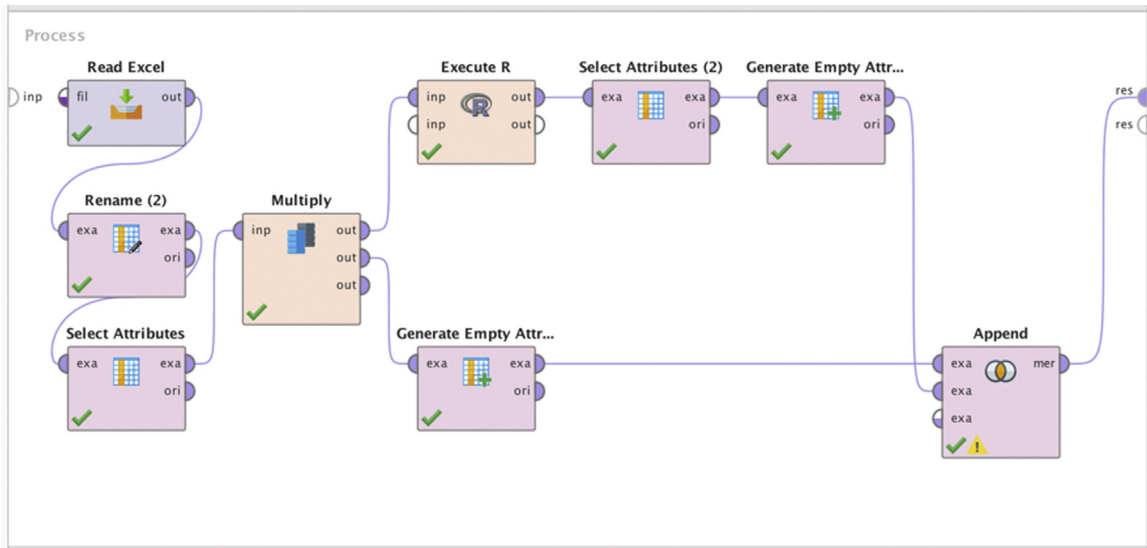 Process
Read Excel
Execute R
Select Attributes (2)
Generate Empty Attr...
inp
fil
out
inp
out
inp
out
exa
exa
ori
exa
exa
ori
res
res
Rename (2)
Multiply
exa
exa
ori
inp
out
out
out
Select Attributes
Generate Empty Attr...
Append
exa
exa
ori
exa
exa
ori
exa
mer
exa
exa